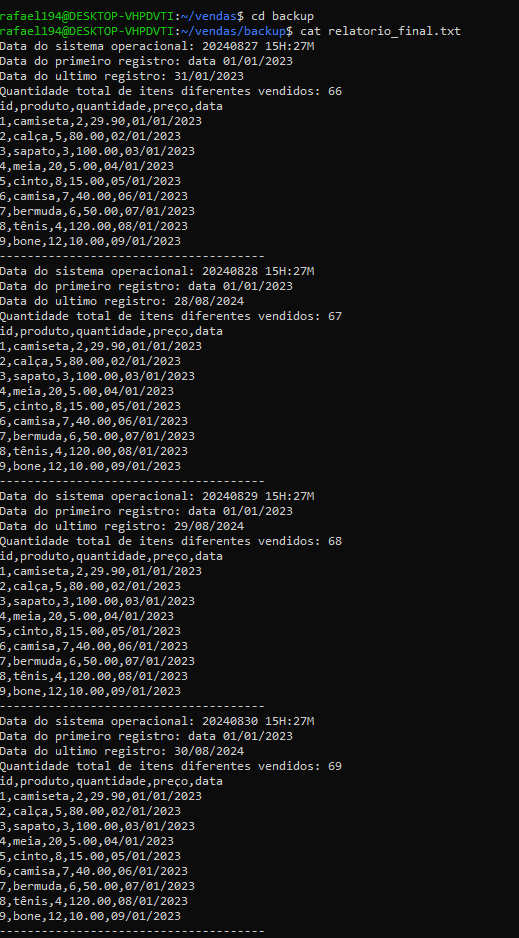 rafael194@DESKTOP-VHPDVTI:~/vendas$ cd backup
rafael194@DESKTOP-VHPDVTI:~/vendas/backup$ cat relatorio_final.txt
Data do sistema operacional: 20240827 15H:27M
Data do primeiro registro: data 01/01/2023
Data do ultimo registro: 31/01/2023
Quantidade total de itens diferentes vendidos: 66
id,produto,quantidade,preço,data
1,camiseta,2,29.90,01/01/2023
2,calça,5,80.00,02/01/2023
3,sapato,3,100.00,03/01/2023
4,meia,20,5.00,04/01/2023
5,cinto,8,15.00,05/01/2023
6,camisa,7,40.00,06/01/2023
7,bermuda,6,50.00,07/01/2023
8,tênis,4,120.00,08/01/2023
9,bone,12,10.00,09/01/2023
--------------------------------------
Data do sistema operacional: 20240828 15H:27M
Data do primeiro registro: data 01/01/2023
Data do ultimo registro: 28/08/2024
Quantidade total de itens diferentes vendidos: 67
id,produto,quantidade,preço,data
1,camiseta,2,29.90,01/01/2023
2,calça,5,80.00,02/01/2023
3,sapato,3,100.00,03/01/2023
4,meia,20,5.00,04/01/2023
5,cinto,8,15.00,05/01/2023
6,camisa,7,40.00,06/01/2023
7,bermuda,6,50.00,07/01/2023
8,tênis,4,120.00,08/01/2023
9,bone,12,10.00,09/01/2023
--------------------------------------
Data do sistema operacional: 20240829 15H:27M
Data do primeiro registro: data 01/01/2023
Data do ultimo registro: 29/08/2024
Quantidade total de itens diferentes vendidos: 68
id,produto,quantidade,preço,data
1,camiseta,2,29.90,01/01/2023
2,calça,5,80.00,02/01/2023
3,sapato,3,100.00,03/01/2023
4,meia,20,5.00,04/01/2023
5,cinto,8,15.00,05/01/2023
6,camisa,7,40.00,06/01/2023
7,bermuda,6,50.00,07/01/2023
8,tênis,4,120.00,08/01/2023
9,bone,12,10.00,09/01/2023
--------------------------------------
Data do sistema operacional: 20240830 15H:27M
Data do primeiro registro: data 01/01/2023
Data do ultimo registro: 30/08/2024
Quantidade total de itens diferentes vendidos: 69
id,produto,quantidade,preço,data
1,camiseta,2,29.90,01/01/2023
2,calça,5,80.00,02/01/2023
3,sapato,3,100.00,03/01/2023
4,meia,20,5.00,04/01/2023
5,cinto,8,15.00,05/01/2023
6,camisa,7,40.00,06/01/2023
7,bermuda,6,50.00,07/01/2023
8,tênis,4,120.00,08/01/2023
9,bone,12,10.00,09/01/2023
--------------------------------------